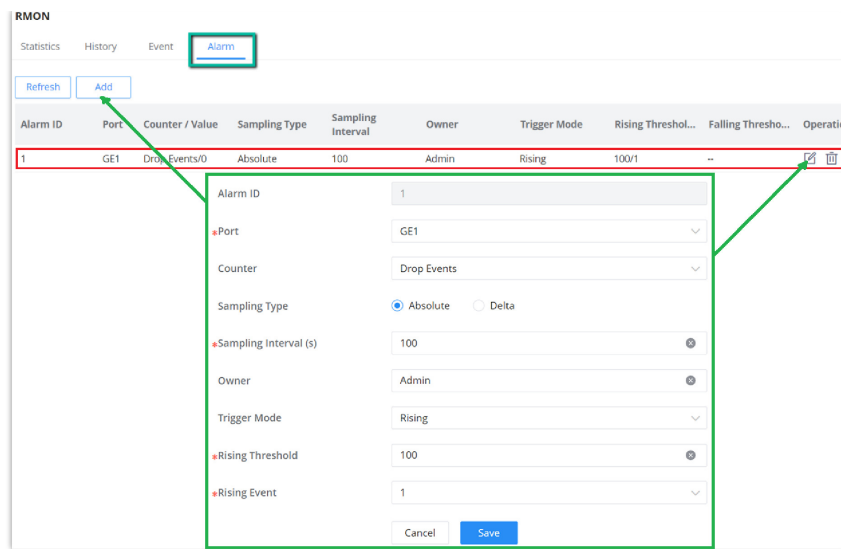 RMON
Statistics History Event Alarm
Refresh Add
Alarm ID Port Counter / Value Sampling Type Sampling Interval Owner Trigger Mode Rising Threshol... Falling Thresho... Operatio
1 GE1 Drop Events/0 Absolute 100 Admin Rising 100/1 --
Alarm ID 1
*Port GE1
Counter Drop Events
Sampling Type Absolute Delta
*Sampling Interval (s) 100
Owner Admin
Trigger Mode Rising
*Rising Threshold 100
*Rising Event 1
Cancel Save